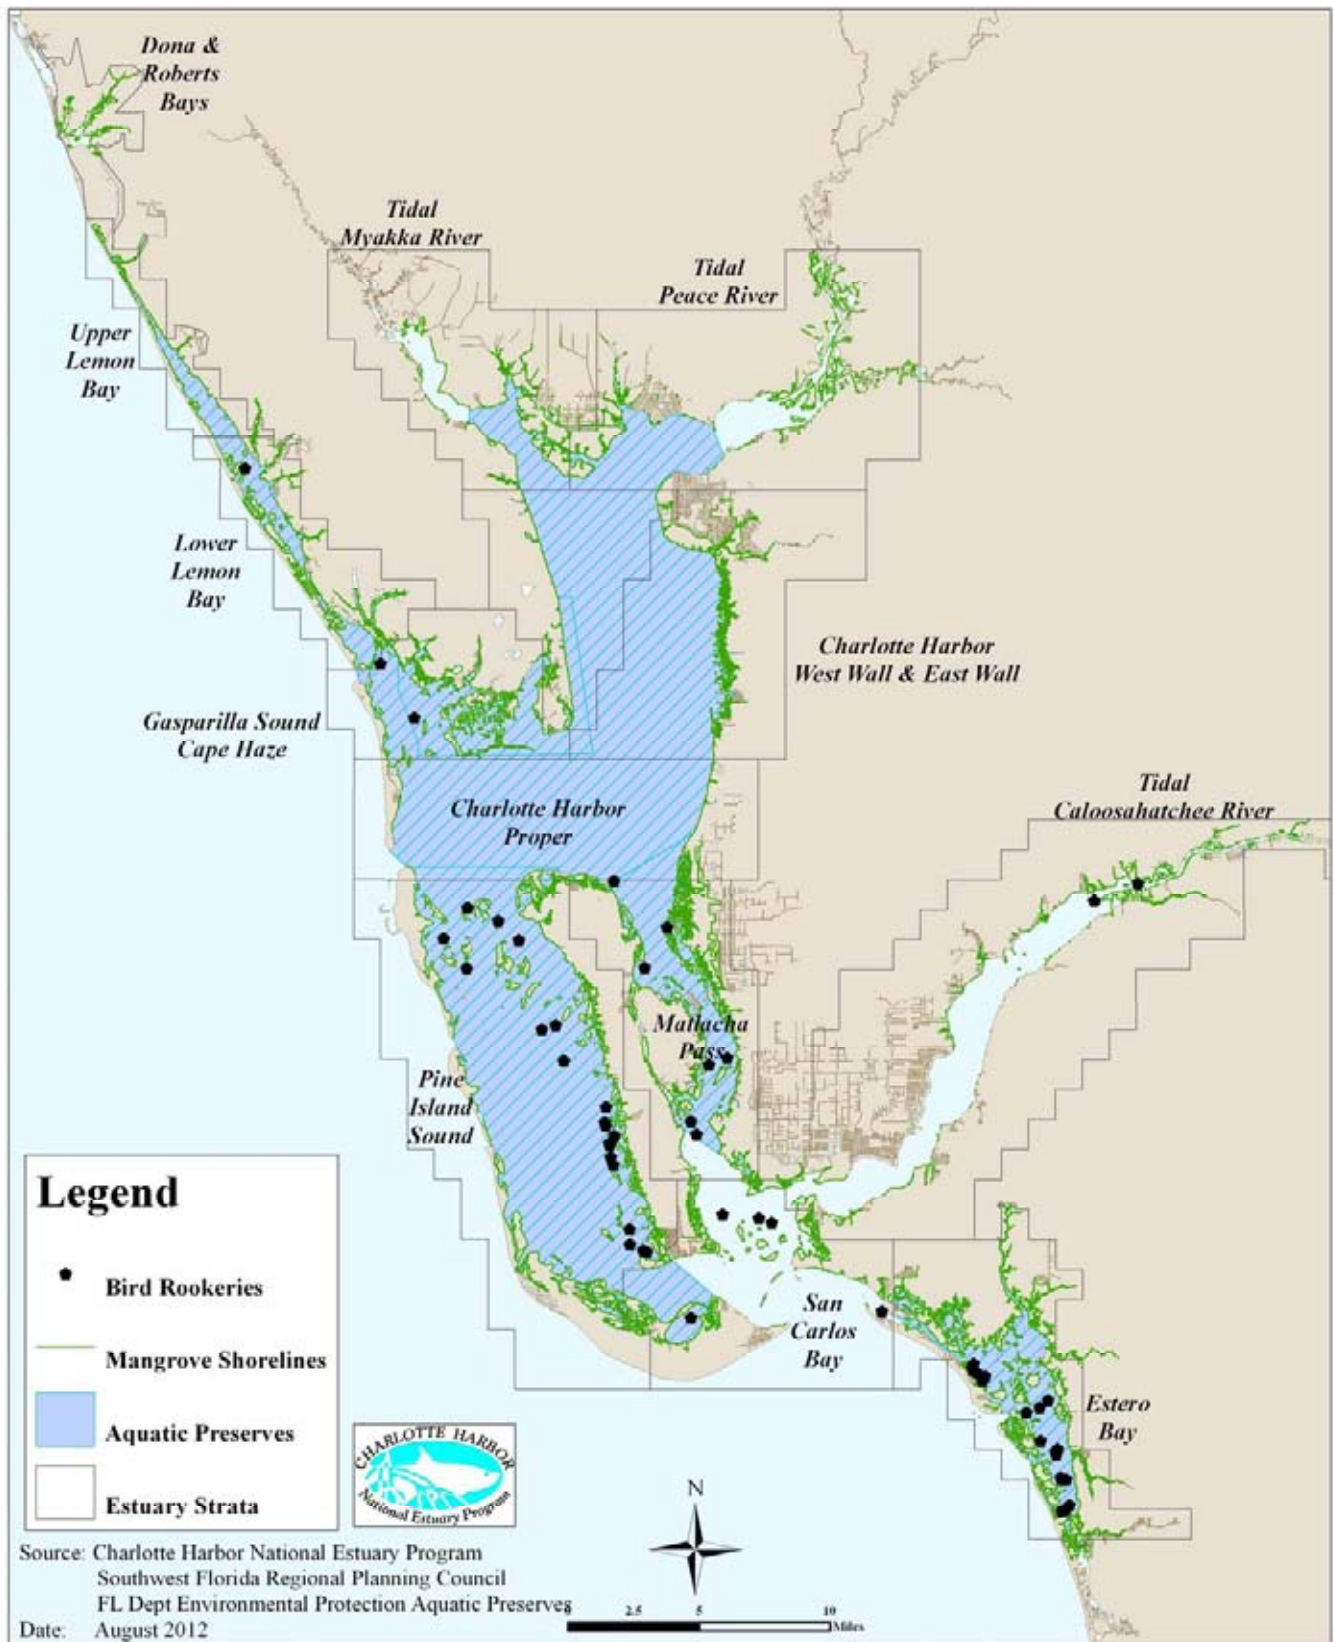 Dona &
Roberts
Bays
Tidal
Myakka River
Tidal
Peace River
Upper
Lemon
Bay
Lower
Lemon
Bay
Charlotte Harbor
West Wall & East Wall
Gasparilla Sound
Cape Haze
Charlotte Harbor
Proper
Tidal
Caloosahatchee River
Matlacha
Pass
Pine
Island
Sound
San
Carlos
Bay
Estero
Bay
Legend
Bird Rookeries
Mangrove Shorelines
Aquatic Preserves
Estuary Strata
CHARLOTTE HARBOR
National Estuary Program
N
Source: Charlotte Harbor National Estuary Program
Southwest Florida Regional Planning Council
FL Dept Environmental Protection Aquatic Preserves
Date: August 2012
0 2.5 5 10
Miles